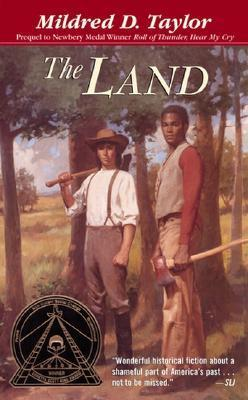 Mildred D. Taylor
Prequel to Newbery Medal Winner Roll of Thunder, Hear My Cry
The LAND
"Wonderful historical fiction about a
shameful part of America's past . . .
not to be missed." —SLJ